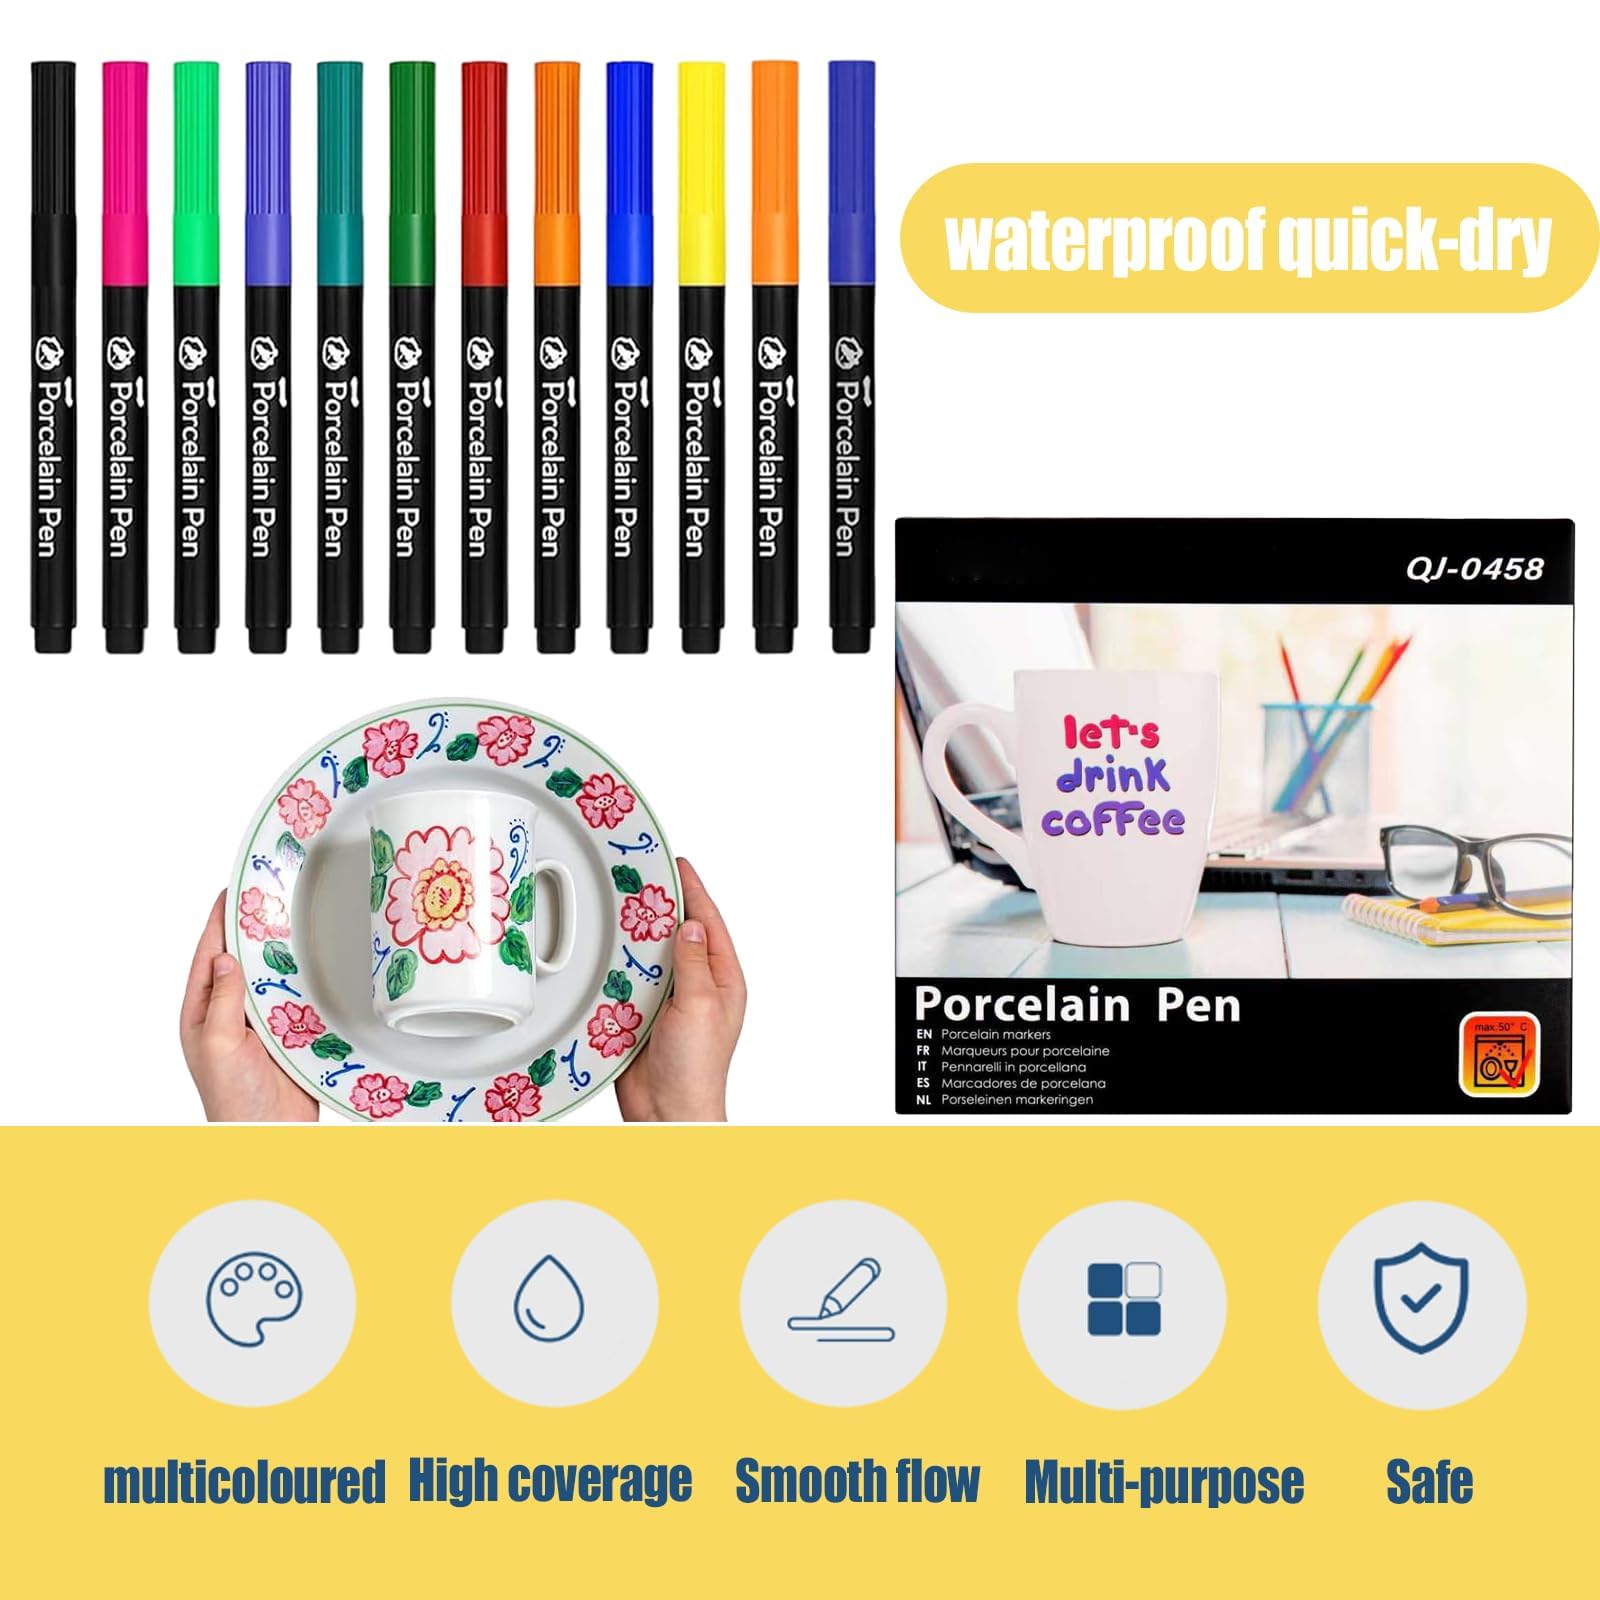 Porcelain Pen
Porcelain Pen
Porcelain Pen
Porcelain Pen
Porcelain Pen
Porcelain Pen
Porcelain Pen
Porcelain Pen
Porcelain Pen
Porcelain Pen
Porcelain Pen
Porcelain Pen
waterproof quick-dry
QJ-0458
let's
drink
coffee
Porcelain Pen
EN Porcelain markers
FR Marqueurs pour porcelaine
IT Pennarelli in porcellana
ES Marcadores de porcelana
NL Porseleinen markeringen
max.50° C
multicoloured
High coverage
Smooth flow
Multi-purpose
Safe